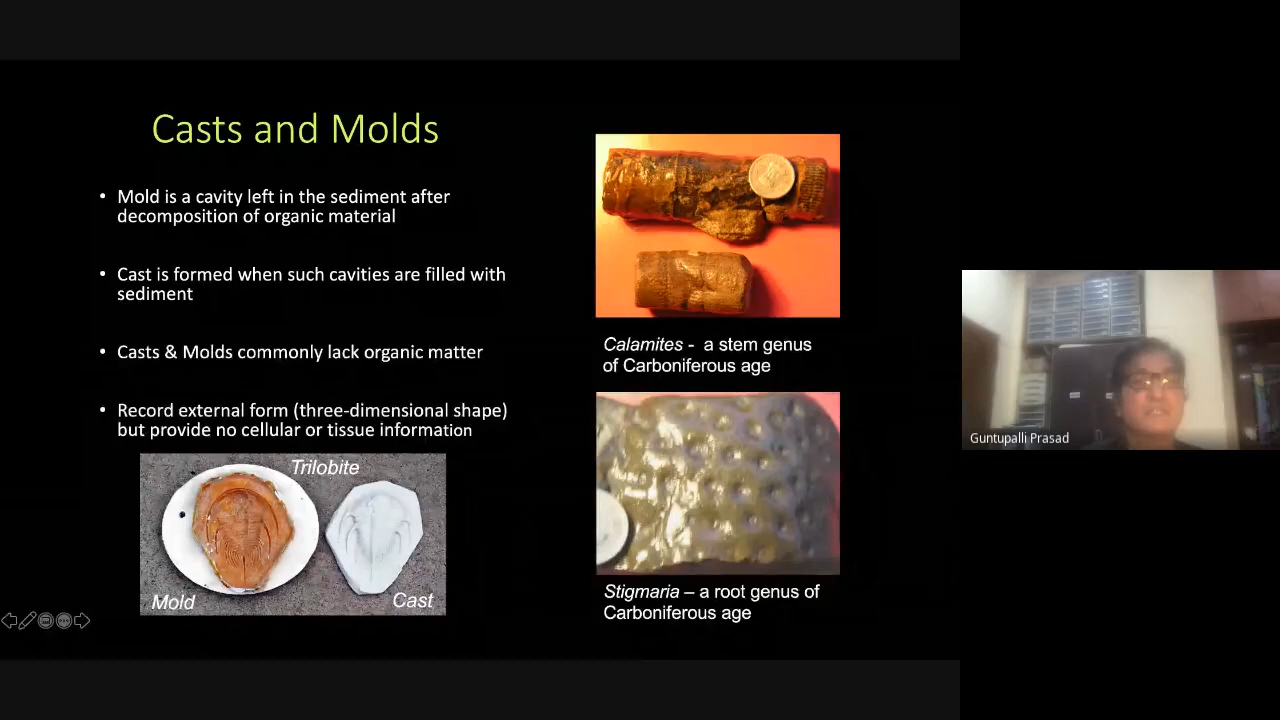 Casts and Molds
• Mold is a cavity left in the sediment after
decomposition of organic material
• Cast is formed when such cavities are filled with
sediment
• Casts & Molds commonly lack organic matter
• Record external form (three-dimensional shape)
but provide no cellular or tissue information
Trilobite
Mold
Cast
Calamites - a stem genus
of Carboniferous age
Stigmaria – a root genus of
Carboniferous age
Guntupalli Prasad